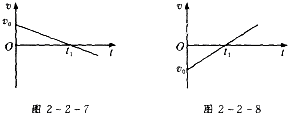 v
v₀
O
t₁
t
图 2-2-7
v
O
t₁
t
v₀
图 2-2-8